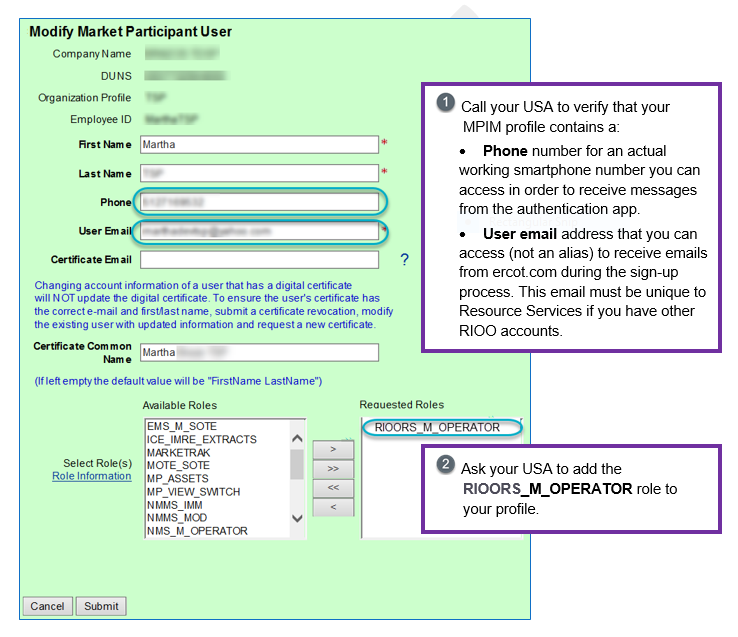 Modify Market Participant User
Company Name
DUNS
Organization Profile
Employee ID
First Name Martha *
Last Name *
Phone
User Email *
Certificate Email ?
Changing account information of a user that has a digital certificate
will NOT update the digital certificate. To ensure the user's certificate has
the correct e-mail and first/last name, submit a certificate revocation, modify
the existing user with updated information and request a new certificate.
Certificate Common
Name Martha
(If left empty the default value will be "FirstName LastName")
Available Roles
Requested Roles
Select Role(s)
Role Information
EMS_M_SOTE
ICE_IMRE_EXTRACTS
MARKETRAK
MOTE_SOTE
MP_ASSETS
MP_VIEW_SWITCH
NMMS_IMM
NMMS_MOD
NMS_M_OPERATOR
>
>>
<<
<
RIOORS_M_OPERATOR
Cancel Submit
1 Call your USA to verify that your
MPIM profile contains a:
• Phone number for an actual
working smartphone number you can
access in order to receive messages
from the authentication app.
• User email address that you can
access (not an alias) to receive emails
from ercot.com during the sign-up
process. This email must be unique to
Resource Services if you have other
RIOO accounts.
2 Ask your USA to add the
RIOORS_M_OPERATOR role to
your profile.